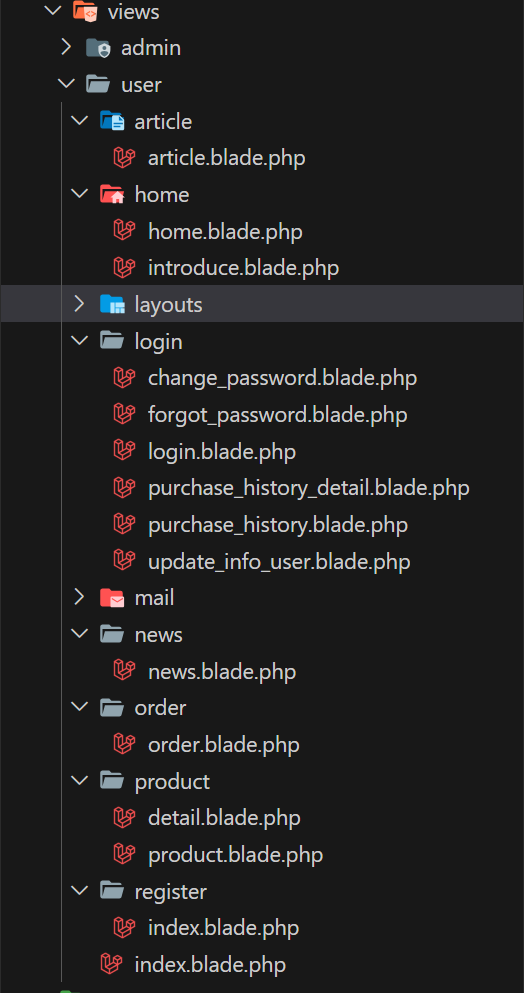 views
admin
user
article
article.blade.php
home
home.blade.php
introduce.blade.php
layouts
login
change_password.blade.php
forgot_password.blade.php
login.blade.php
purchase_history_detail.blade.php
purchase_history.blade.php
update_info_user.blade.php
mail
news
news.blade.php
order
order.blade.php
product
detail.blade.php
product.blade.php
register
index.blade.php
index.blade.php